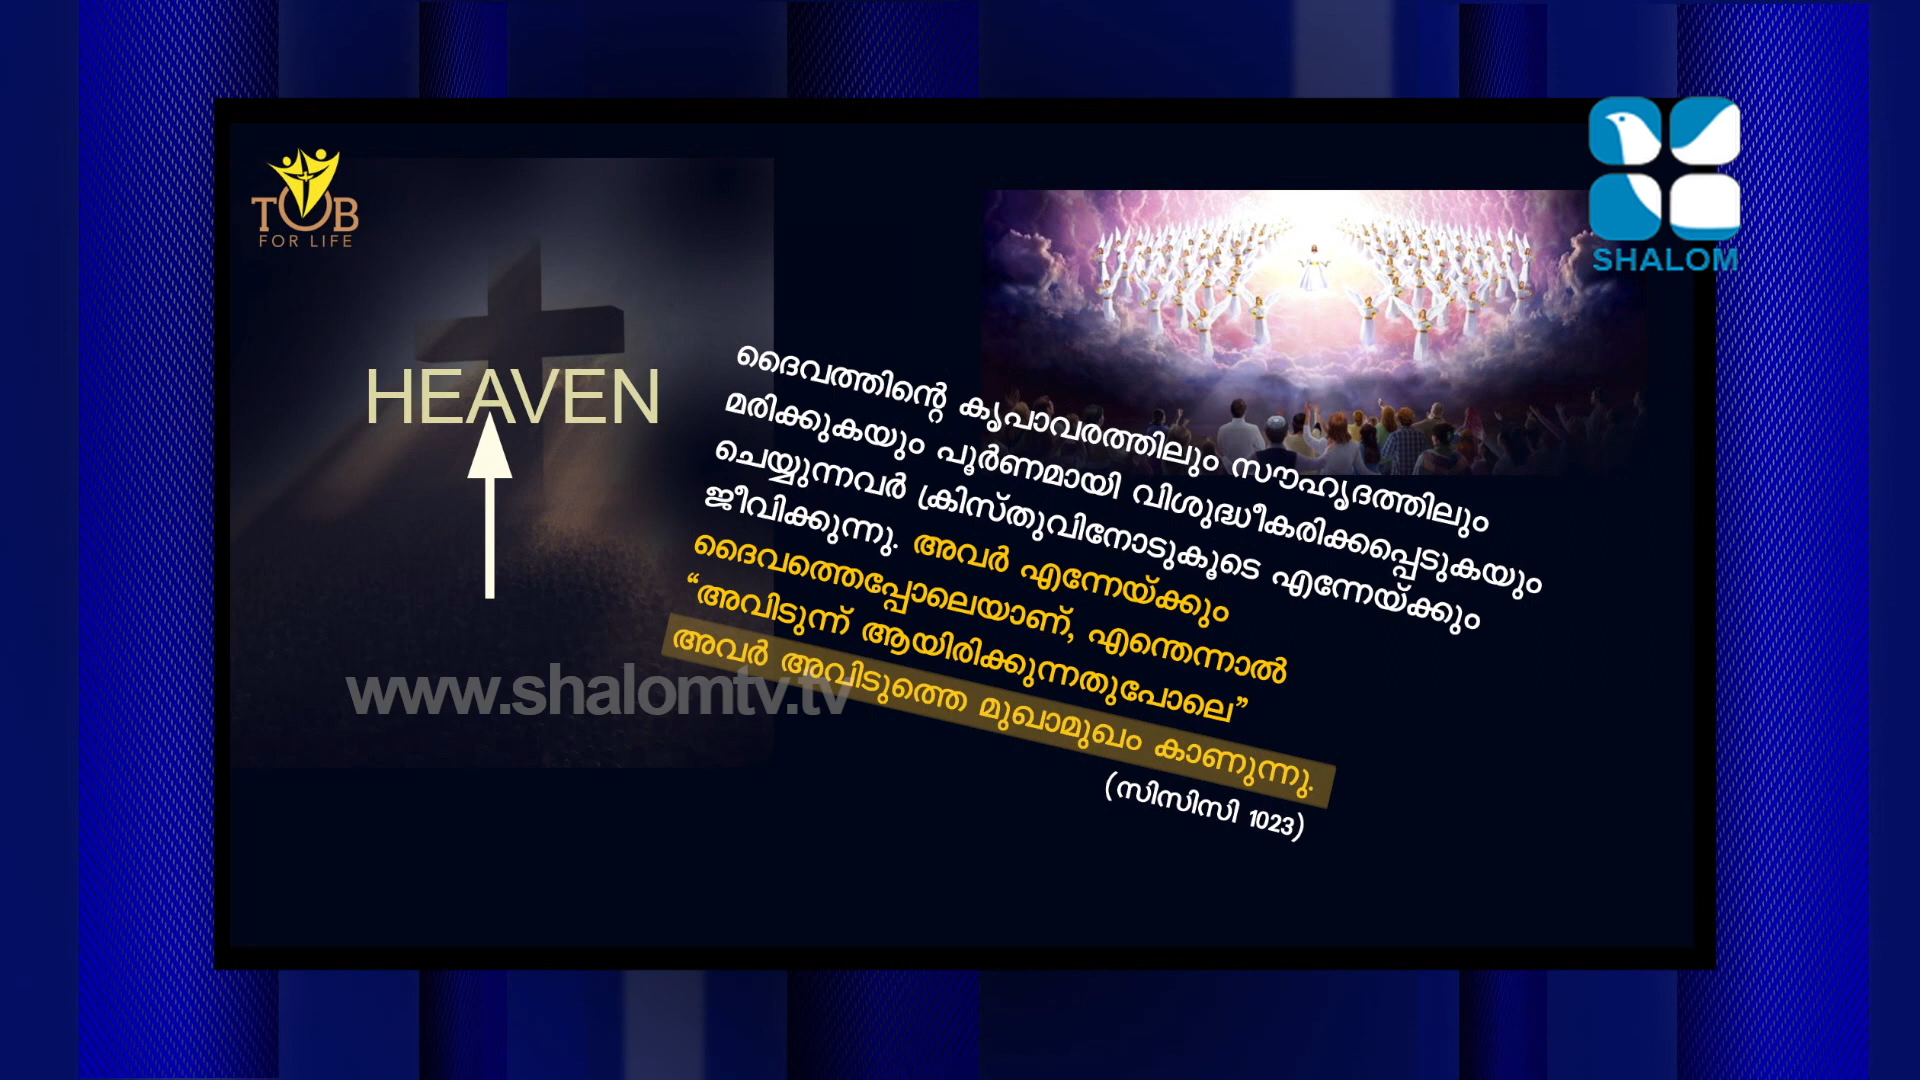 TOB
FOR LIFE
SHALOM
HEAVEN
ദൈവത്തിന്റെ കൃപാവരത്തിലും സൗഹൃദത്തിലും
മരിക്കുകയും പൂർണമായി വിശുദ്ധീകരിക്കപ്പെടുകയും
ചെയ്യുന്നവർ ക്രിസ്തുവിനോടുകൂടെ എന്നേയ്ക്കും
ജീവിക്കുന്നു. അവർ എന്നേയ്ക്കും
ദൈവത്തെപ്പോലെയാണ്, എന്തെന്നാൽ
“അവിടുന്ന് ആയിരിക്കുന്നതുപോലെ”
അവർ അവിടുത്തെ മുഖാമുഖം കാണുന്നു.
(സിസിസി 1023)
www.shalomtv.tv